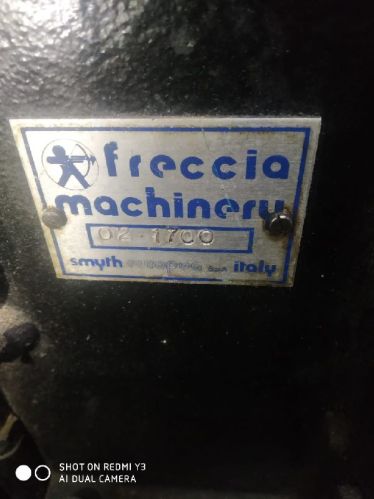 freccia
machinery
02-1700
smyth italy
SHOT ON REDMI Y3
AI DUAL CAMERA